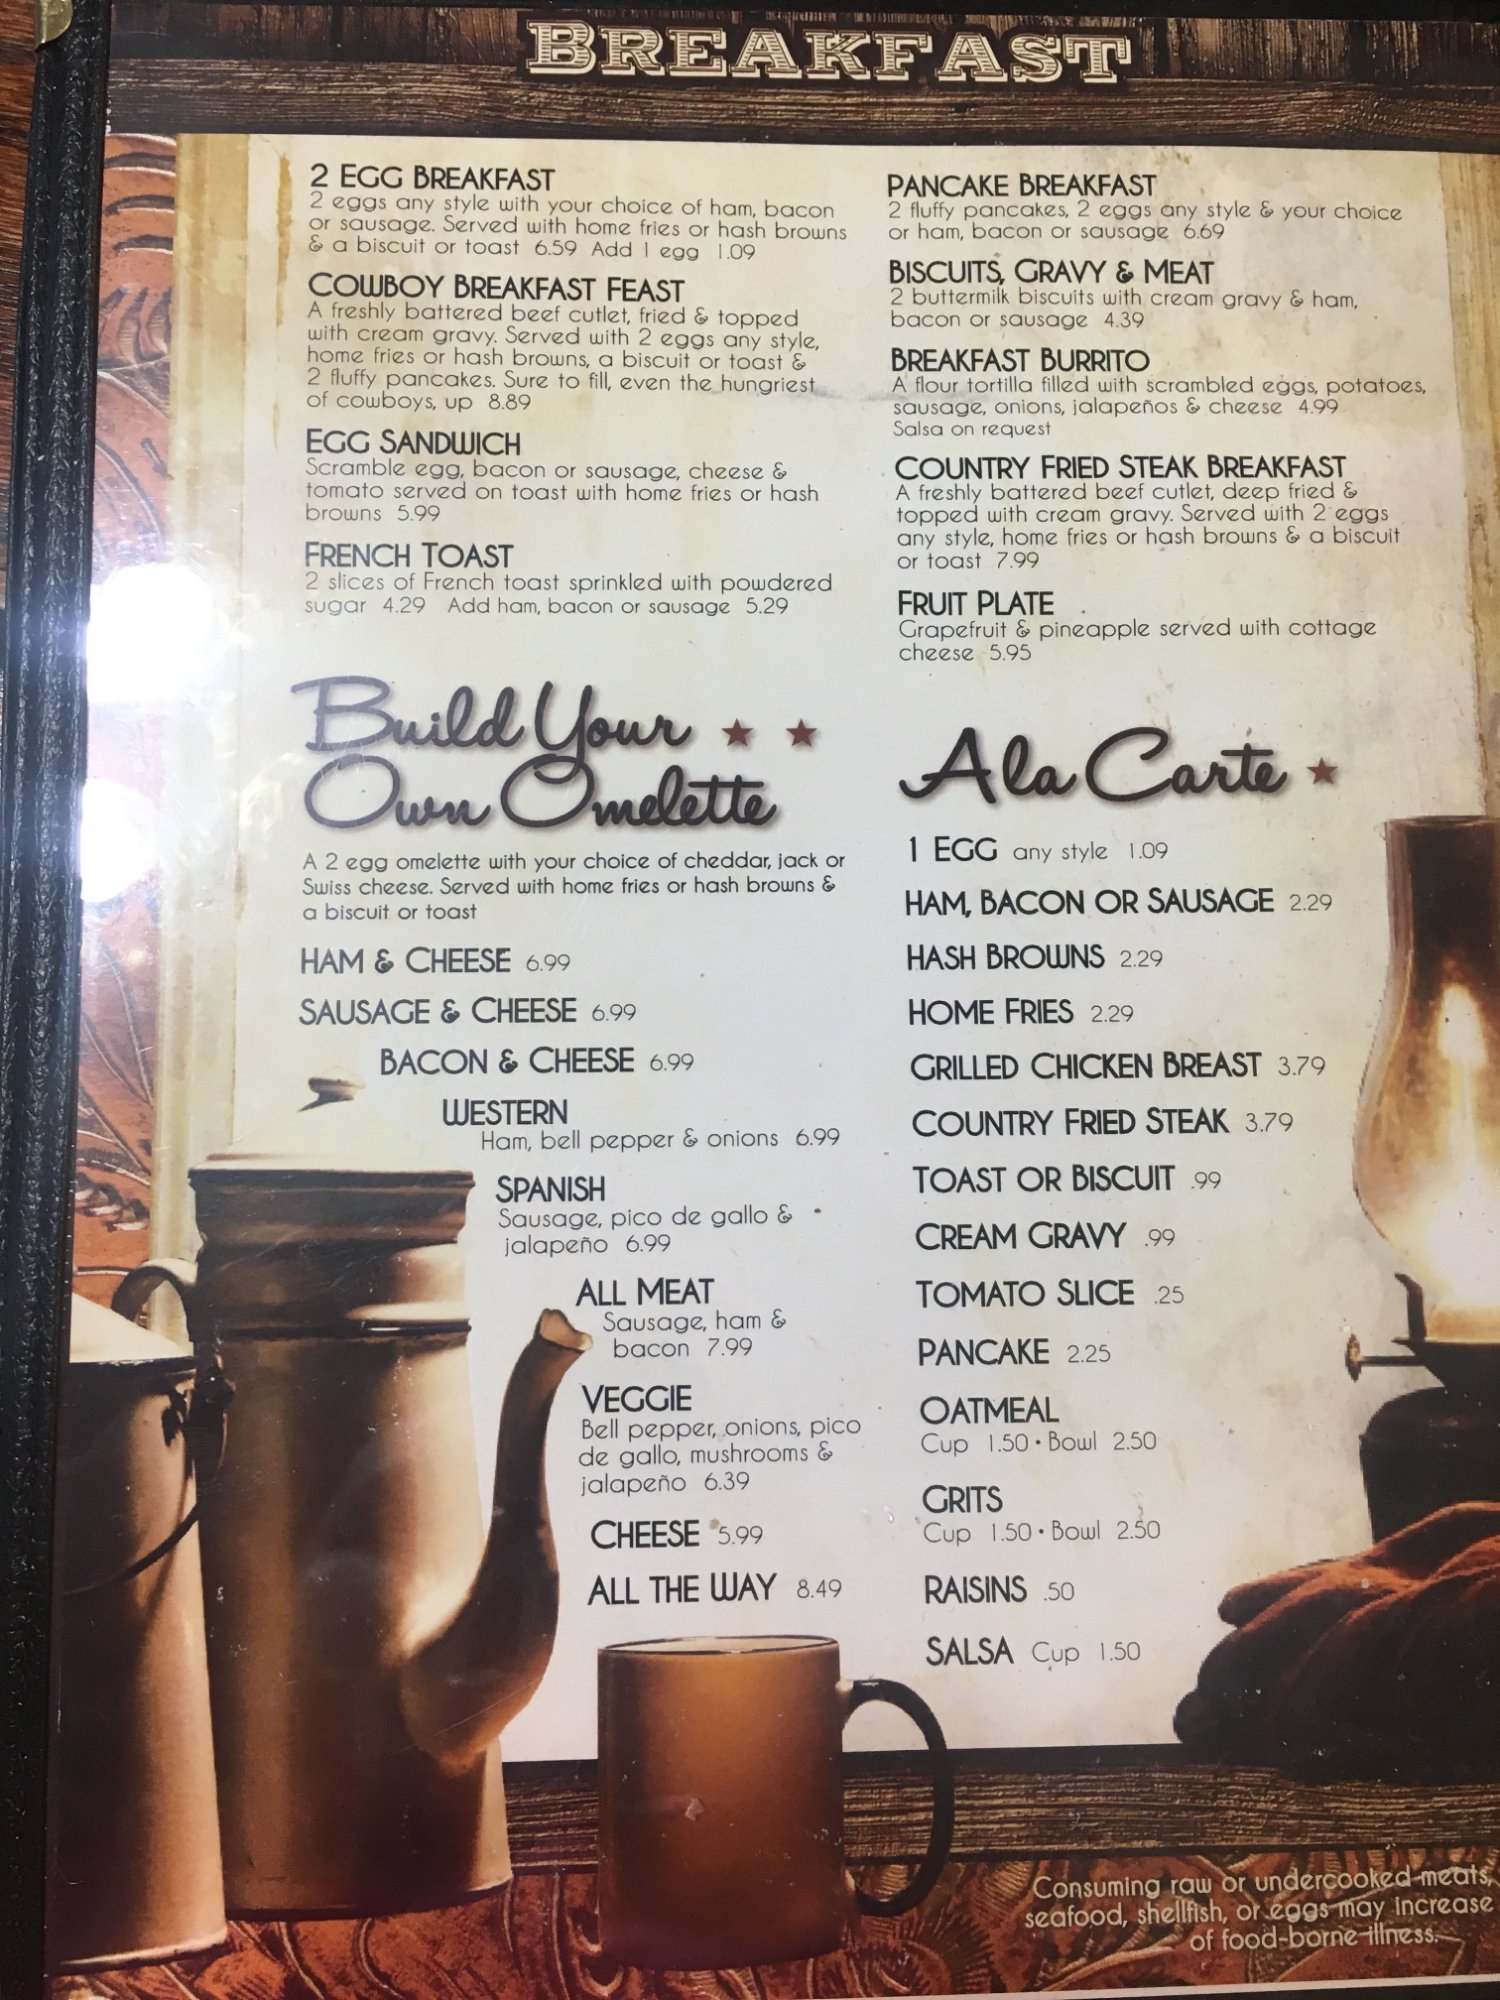 BREAKFAST
2 EGG BREAKFAST
2 eggs any style with your choice of ham, bacon
or sausage. Served with home fries or hash browns
& a biscuit or toast 6.59 Add 1 egg 1.09
COWBOY BREAKFAST FEAST
A freshly battered beef cutlet, fried & topped
with cream gravy. Served with 2 eggs any style,
home fries or hash browns, a biscuit or toast &
2 fluffy pancakes. Sure to fill, even the hungriest
of cowboys, up 8.89
EGG SANDWICH
Scramble egg, bacon or sausage, cheese &
tomato served on toast with home fries or hash
browns 5.99
FRENCH TOAST
2 slices of French toast sprinkled with powdered
sugar 4.29 Add ham, bacon or sausage 5.29
PANCAKE BREAKFAST
2 fluffy pancakes, 2 eggs any style & your choice
or ham, bacon or sausage 6.69
BISCUITS, GRAVY & MEAT
2 buttermilk biscuits with cream gravy & ham,
bacon or sausage 4.39
BREAKFAST BURRITO
A flour tortilla filled with scrambled eggs, potatoes,
sausage, onions, jalapeños & cheese 4.99
Salsa on request
COUNTRY FRIED STEAK BREAKFAST
A freshly battered beef cutlet, deep fried &
topped with cream gravy. Served with 2 eggs
any style, home fries or hash browns & a biscuit
or toast 7.99
FRUIT PLATE
Grapefruit & pineapple served with cottage
cheese 5.95
Build Your
Own Omelette
A 2 egg omelette with your choice of cheddar, jack or
Swiss cheese. Served with home fries or hash browns &
a biscuit or toast
HAM & CHEESE 6.99
SAUSAGE & CHEESE 6.99
BACON & CHEESE 6.99
WESTERN
Ham, bell pepper & onions 6.99
SPANISH
Sausage, pico de gallo &
jalapeño 6.99
ALL MEAT
Sausage, ham &
bacon 7.99
VEGGIE
Bell pepper, onions, pico
de gallo, mushrooms &
jalapeño 6.39
CHEESE 5.99
ALL THE WAY 8.49
A la Carte
1 EGG any style 1.09
HAM, BACON OR SAUSAGE 2.29
HASH BROWNS 2.29
HOME FRIES 2.29
GRILLED CHICKEN BREAST 3.79
COUNTRY FRIED STEAK 3.79
TOAST OR BISCUIT .99
CREAM GRAVY .99
TOMATO SLICE .25
PANCAKE 2.25
OATMEAL
Cup 1.50 • Bowl 2.50
GRITS
Cup 1.50 • Bowl 2.50
RAISINS .50
SALSA Cup 1.50
Consuming raw or undercooked meats,
seafood, shellfish, or eggs may increase
of food-borne illness.